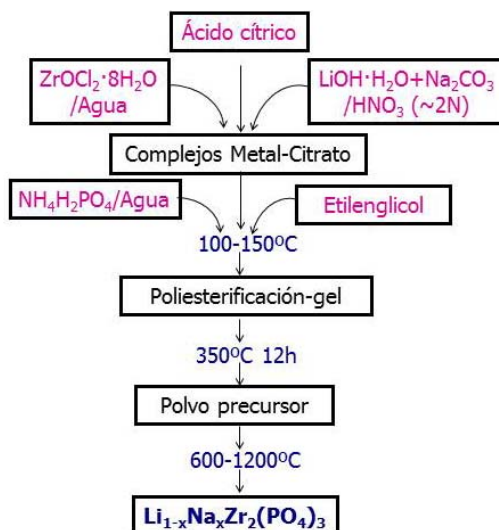 Ácido cítrico
ZrOCl₂·8H₂O
/Agua
LiOH·H₂O+Na₂CO₃
/HNO₃ (~2N)
Complejos Metal-Citrato
NH₄H₂PO₄/Agua
Etilenglicol
100-150ºC
Poliesterificación-gel
350ºC 12h
Polvo precursor
600-1200ºC
Li₁₋ₓNaₓZr₂(PO₄)₃